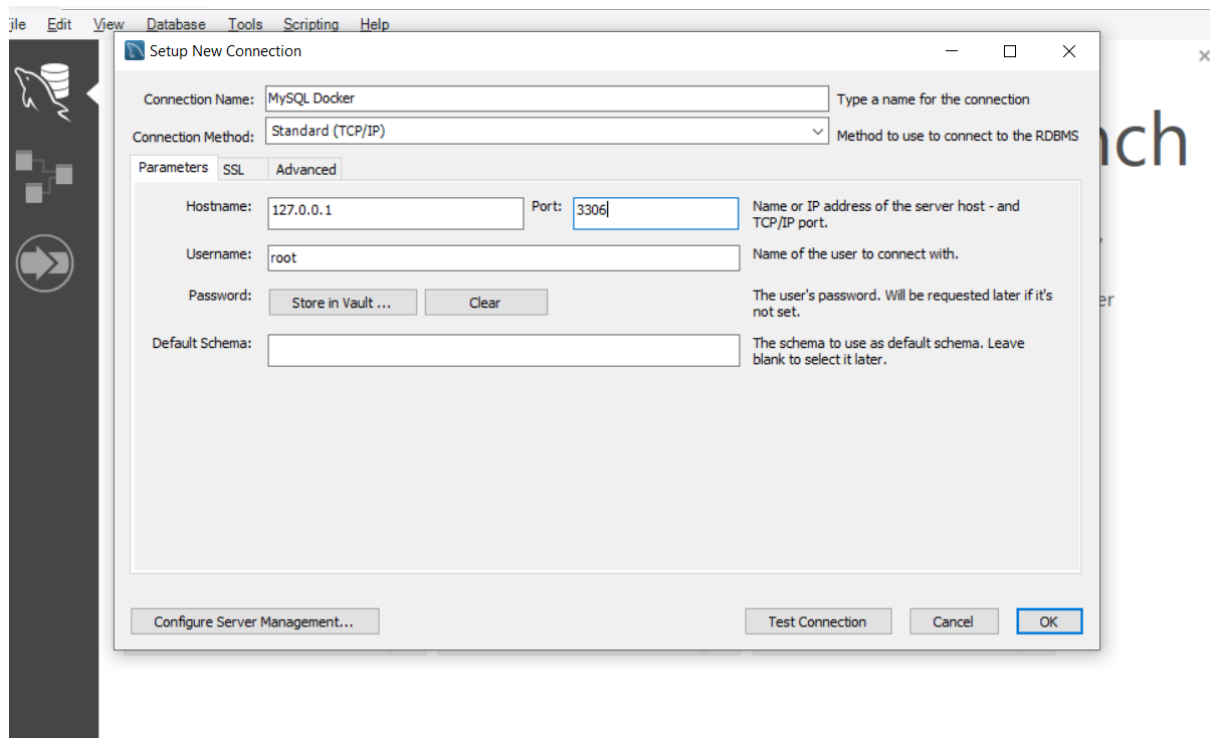 ile Edit View Database Tools Scripting Help
Setup New Connection
Connection Name: MySQL Docker Type a name for the connection
Connection Method: Standard (TCP/IP) Method to use to connect to the RDBMS
Parameters SSL Advanced
Hostname: 127.0.0.1 Port: 3306 Name or IP address of the server host - and
TCP/IP port.
Username: root Name of the user to connect with.
Password: Store in Vault ... Clear The user's password. Will be requested later if it's
not set.
Default Schema: The schema to use as default schema. Leave
blank to select it later.
Configure Server Management... Test Connection Cancel OK
nch
er